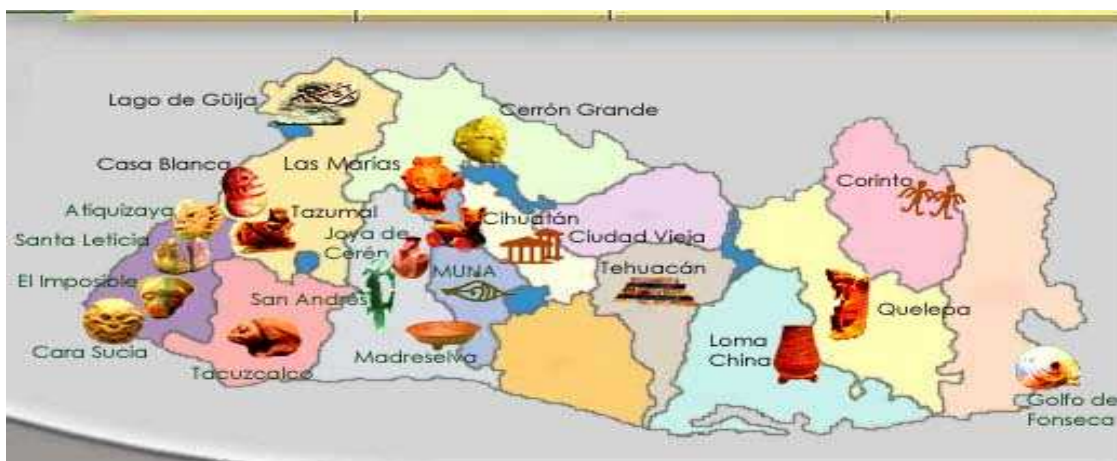 Lago de Güija
Cerrón Grande
Casa Blanca
Las Marías
Corinto
Atiquizaya
Tazumal
Cihuatán
Santa Leticia
Joya de
Cerén
Ciudad Vieja
El Imposible
MUNA
Tehuacán
San Andrés
Quelepa
Cara Sucia
Madreselva
Loma
China
Tacuzcalco
Golfo de
Fonseca